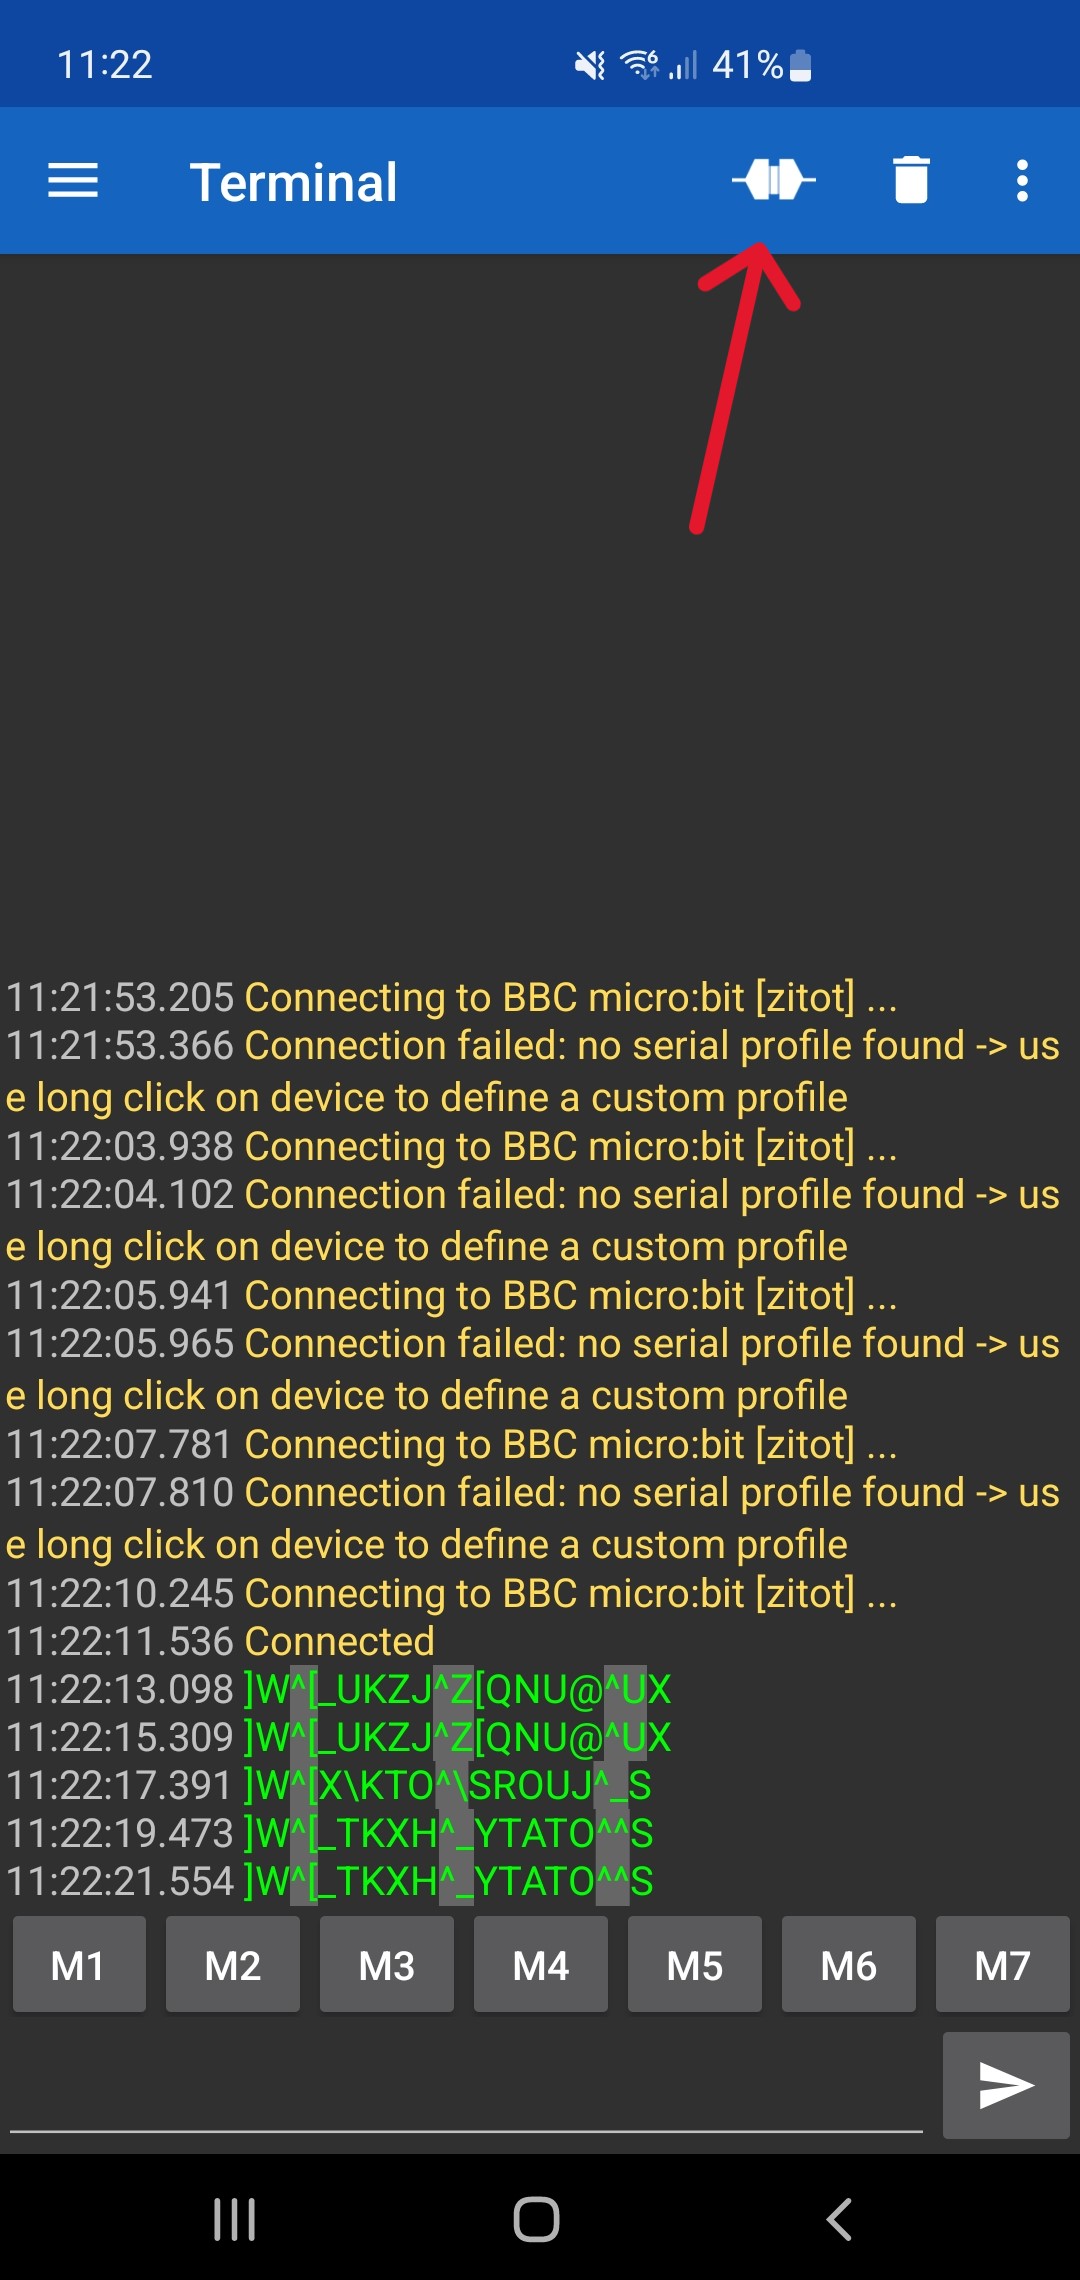 11:22 6 41%
Terminal
11:21:53.205 Connecting to BBC micro:bit [zitot] ...
11:21:53.366 Connection failed: no serial profile found -> us
e long click on device to define a custom profile
11:22:03.938 Connecting to BBC micro:bit [zitot] ...
11:22:04.102 Connection failed: no serial profile found -> us
e long click on device to define a custom profile
11:22:05.941 Connecting to BBC micro:bit [zitot] ...
11:22:05.965 Connection failed: no serial profile found -> us
e long click on device to define a custom profile
11:22:07.781 Connecting to BBC micro:bit [zitot] ...
11:22:07.810 Connection failed: no serial profile found -> us
e long click on device to define a custom profile
11:22:10.245 Connecting to BBC micro:bit [zitot] ...
11:22:11.536 Connected
11:22:13.098 ]W^[_UKZJ^Z[QNU@^UX
11:22:15.309 ]W^[_UKZJ^Z[QNU@^UX
11:22:17.391 ]W^[X\KTO^\SROUJ^_S
11:22:19.473 ]W^[_TKXH^_YTATO^^S
11:22:21.554 ]W^[_TKXH^_YTATO^^S
M1 M2 M3 M4 M5 M6 M7